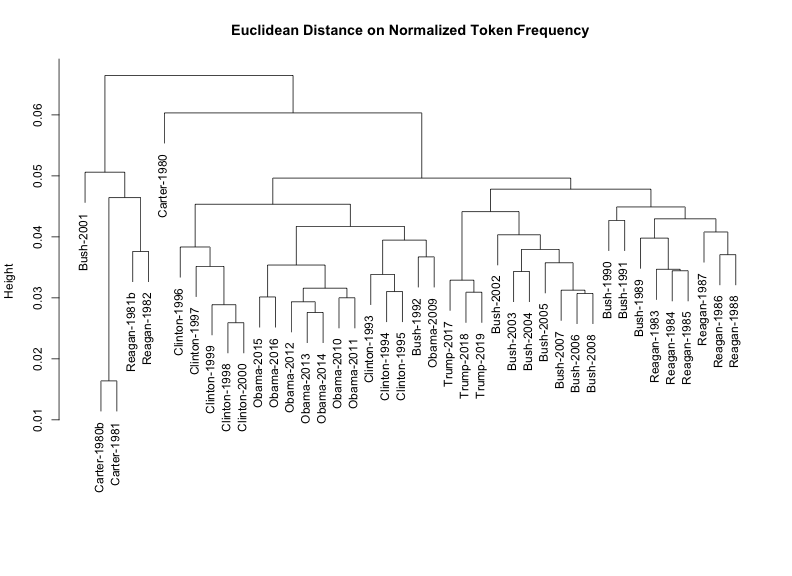 Euclidean Distance on Normalized Token Frequency
Height
0.06
0.05
0.04
0.03
0.02
0.01
Bush-2001
Carter-1980b
Carter-1981
Reagan-1981b
Reagan-1982
Carter-1980
Clinton-1996
Clinton-1997
Clinton-1999
Clinton-1998
Clinton-2000
Obama-2015
Obama-2016
Obama-2012
Obama-2013
Obama-2014
Obama-2010
Obama-2011
Clinton-1993
Clinton-1994
Clinton-1995
Bush-1992
Obama-2009
Trump-2017
Trump-2018
Trump-2019
Bush-2002
Bush-2003
Bush-2004
Bush-2005
Bush-2007
Bush-2006
Bush-2008
Bush-1990
Bush-1991
Bush-1989
Reagan-1983
Reagan-1984
Reagan-1985
Reagan-1987
Reagan-1986
Reagan-1988